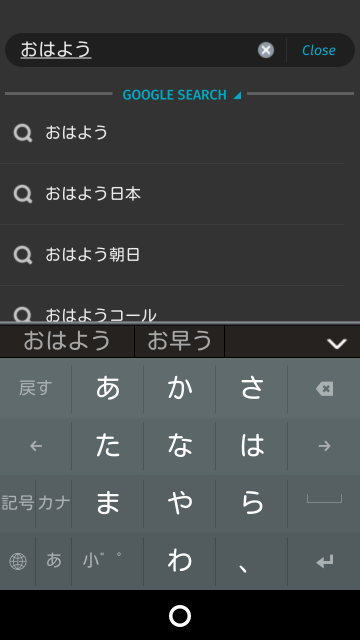 おはよう Close
GOOGLE SEARCH
おはよう
おはよう日本
おはよう朝日
おはようコール
おはよう お早う
戻す あ か さ
← た な は →
記号 カナ ま や ら
あ 小゛゜ わ 、